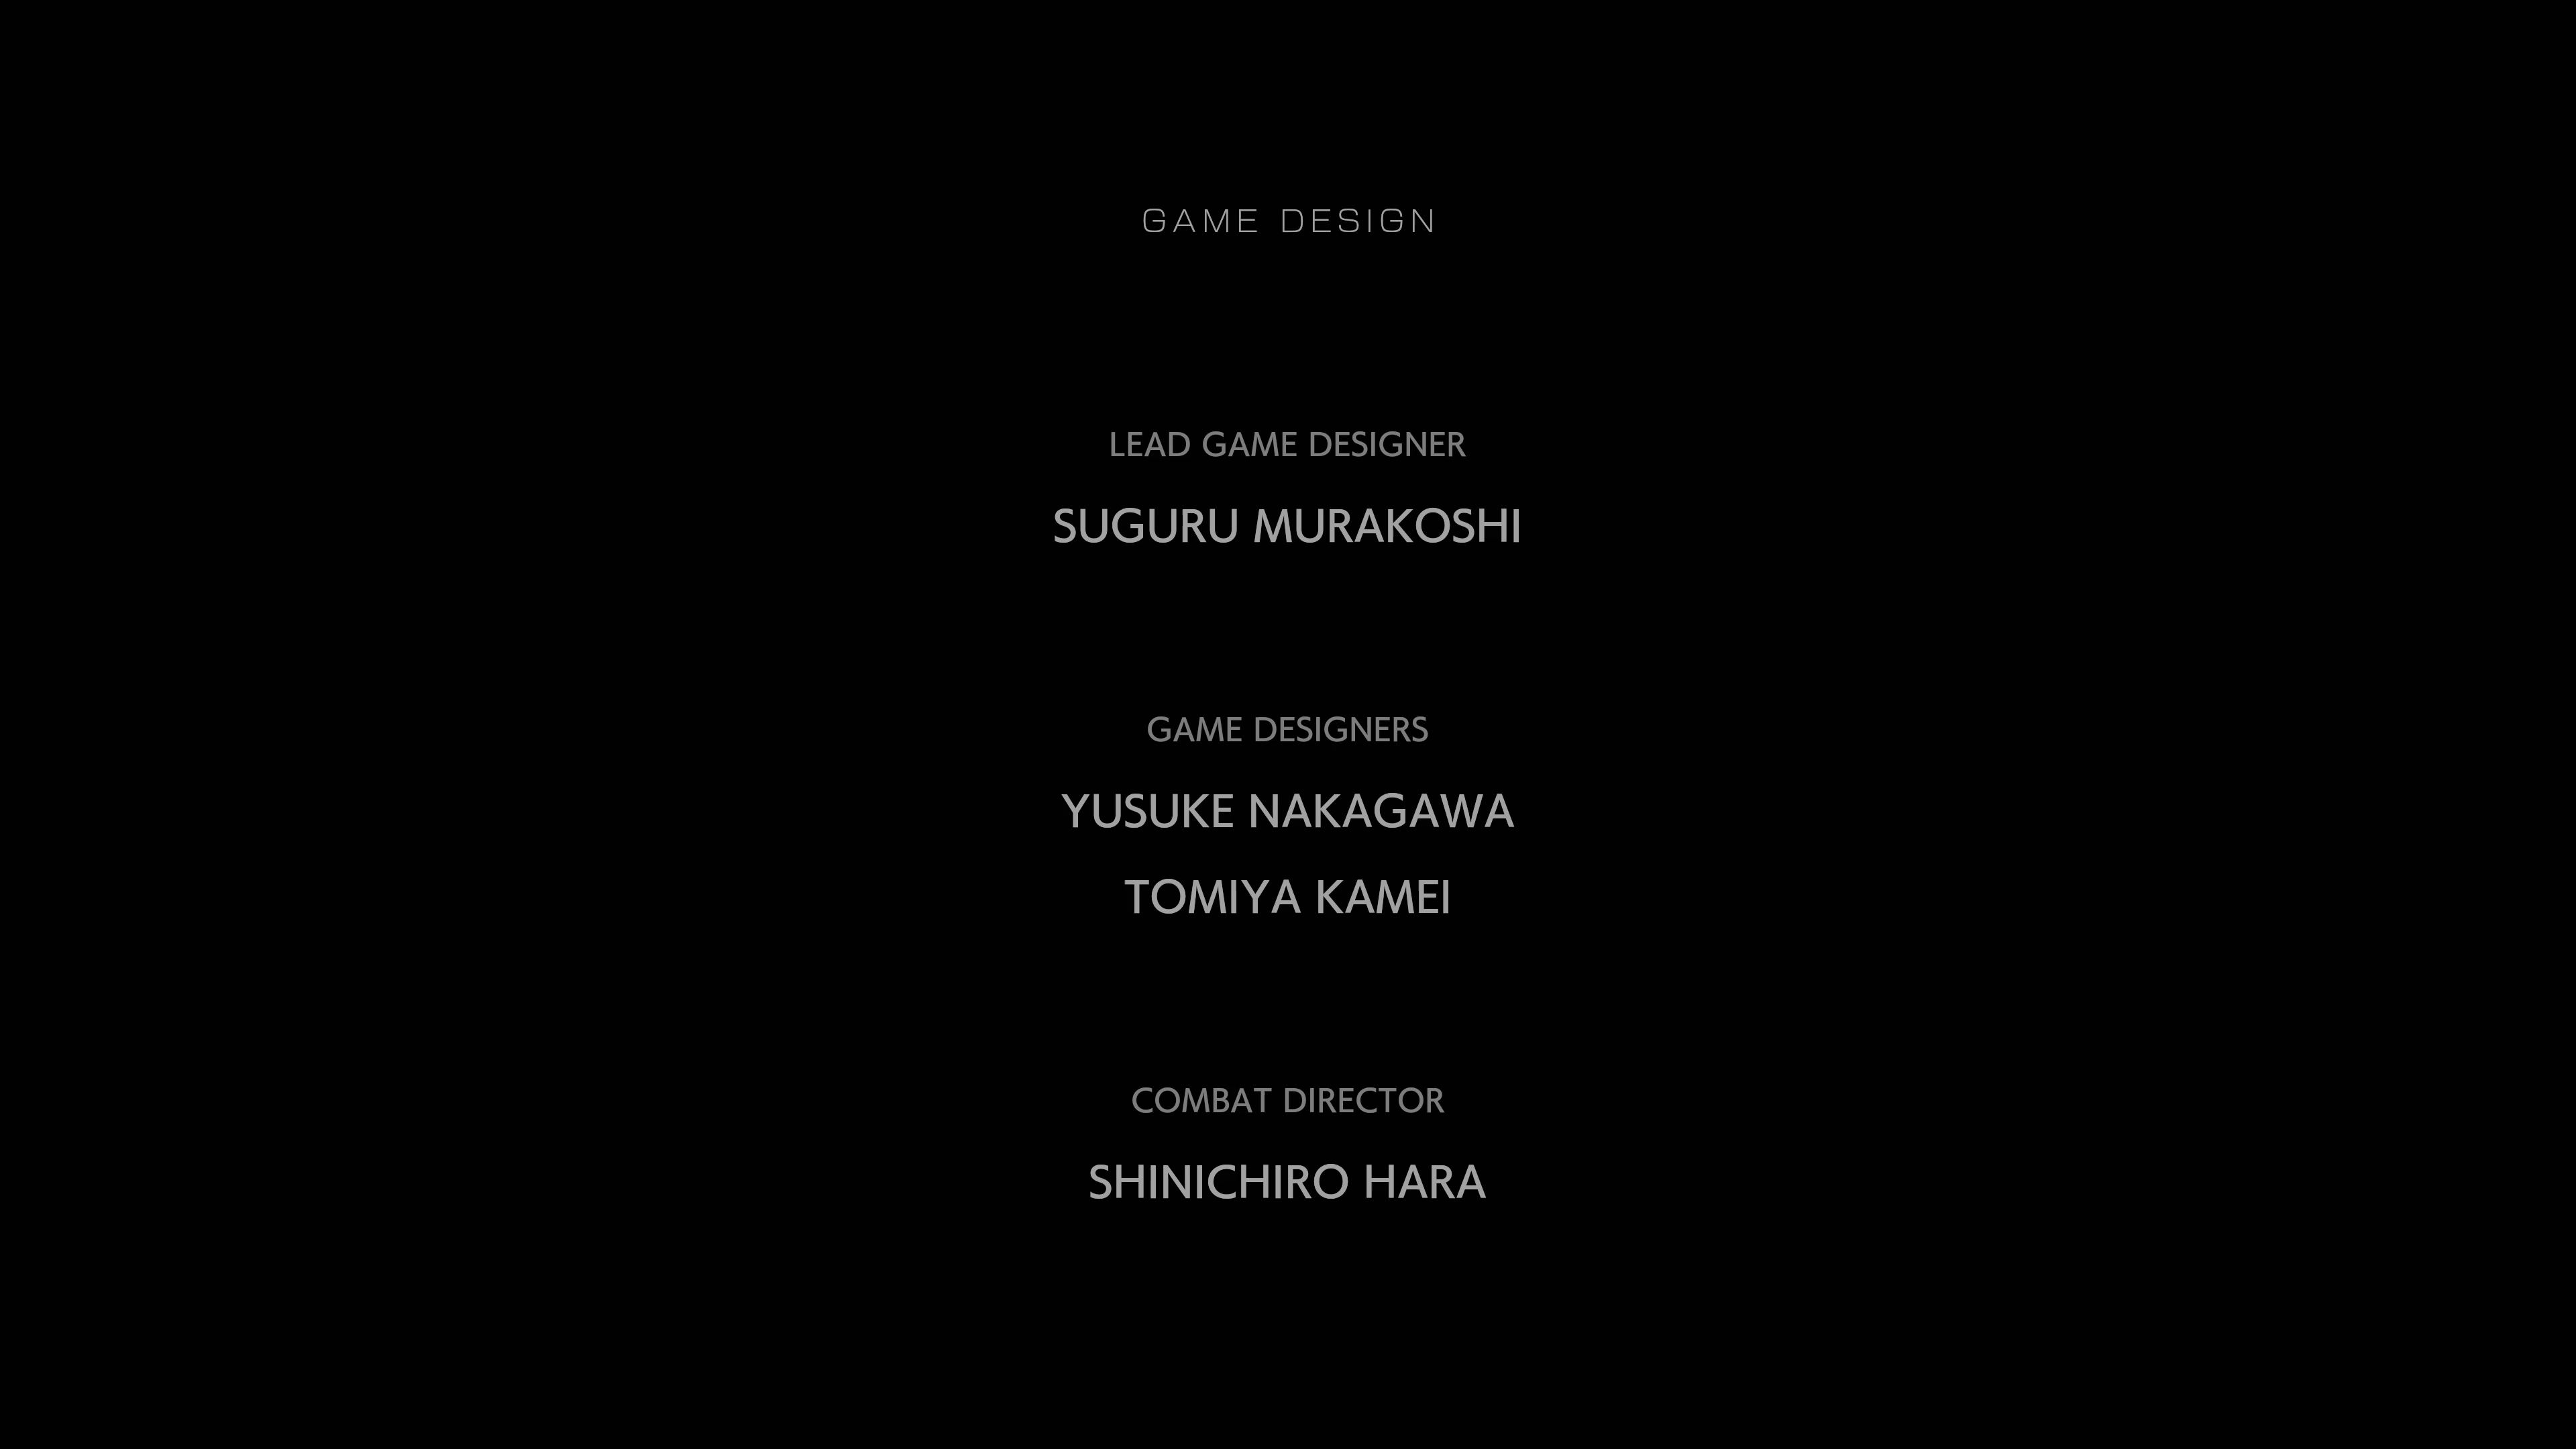 GAME DESIGN
LEAD GAME DESIGNER
SUGURU MURAKOSHI
GAME DESIGNERS
YUSUKE NAKAGAWA
TOMIYA KAMEI
COMBAT DIRECTOR
SHINICHIRO HARA